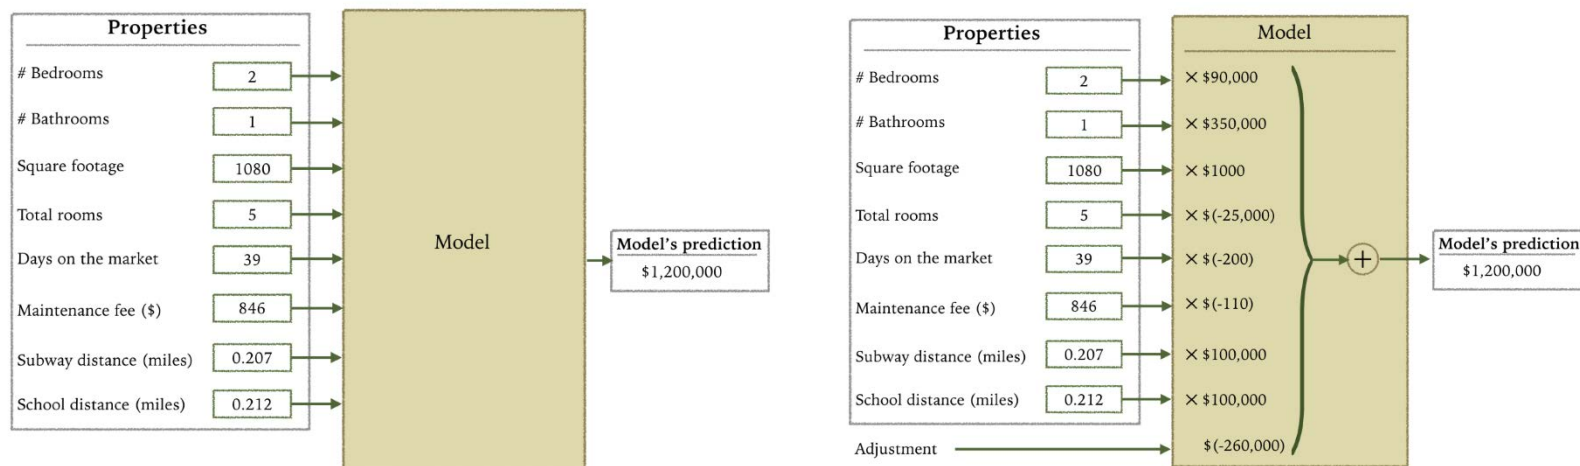 Properties
# Bedrooms 2
# Bathrooms 1
Square footage 1080
Total rooms 5
Days on the market 39
Maintenance fee ($) 846
Subway distance (miles) 0.207
School distance (miles) 0.212
Model
Model's prediction
$1,200,000
Properties
Model
# Bedrooms 2 × $90,000
# Bathrooms 1 × $350,000
Square footage 1080 × $1000
Total rooms 5 × $(-25,000)
Days on the market 39 × $(-200)
Maintenance fee ($) 846 × $(-110)
Subway distance (miles) 0.207 × $100,000
School distance (miles) 0.212 × $100,000
Adjustment $(-260,000)
+
Model's prediction
$1,200,000